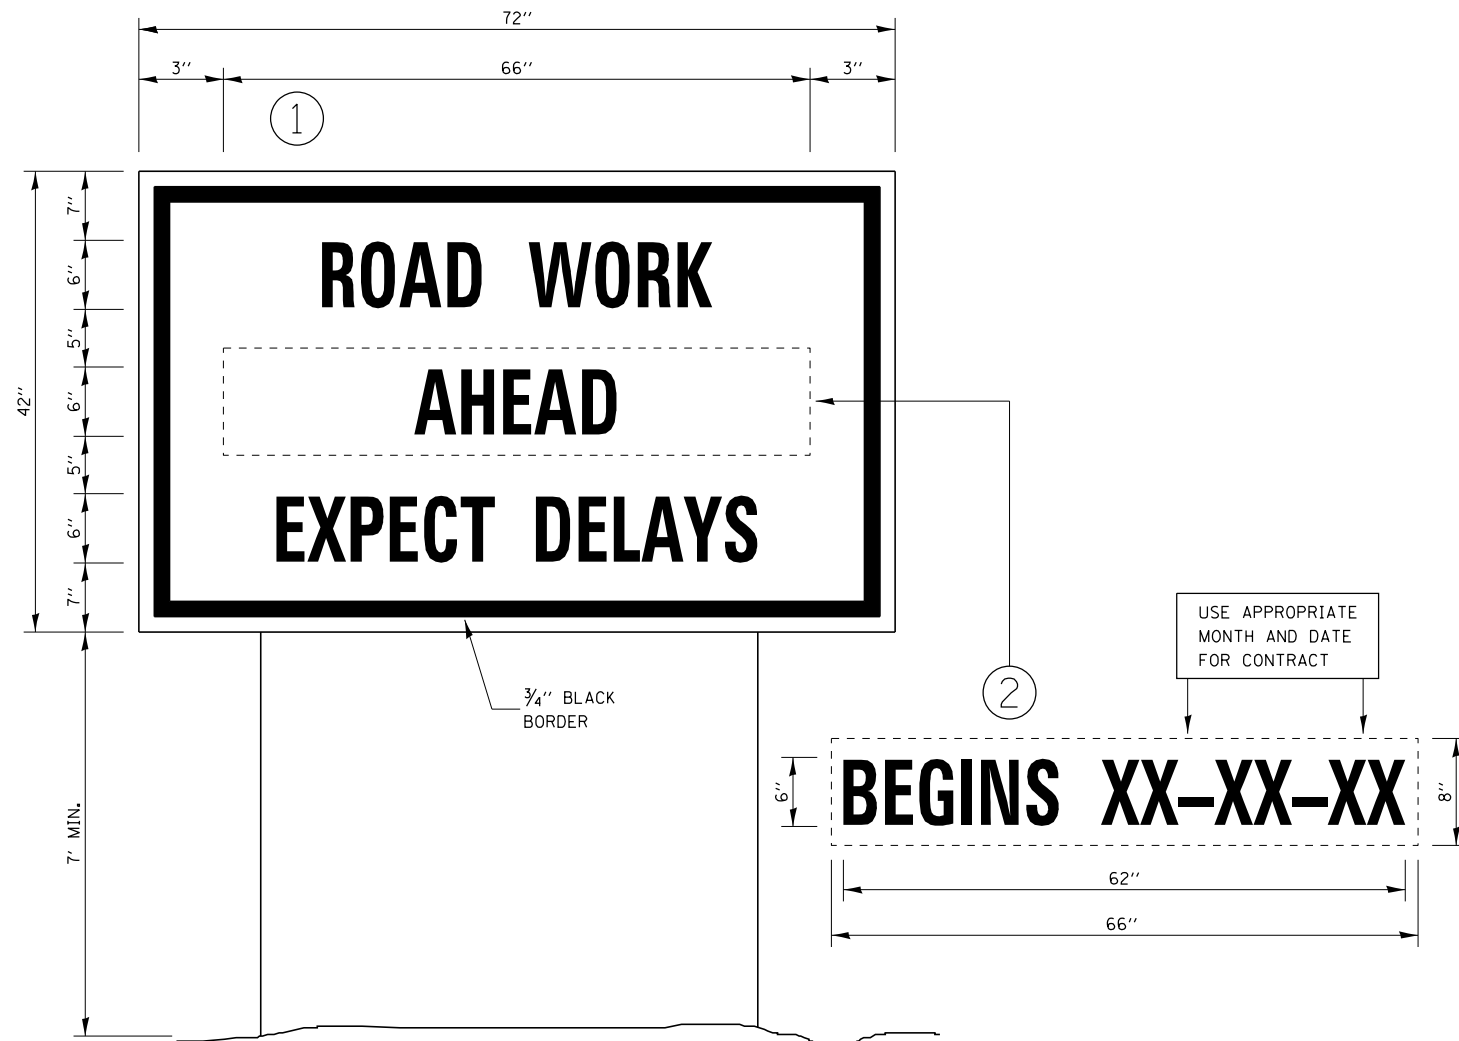 72''
3'' 66'' 3''
1
7''
6''
5''
6''
5''
6''
7''
42''
7' MIN.
ROAD WORK
AHEAD
EXPECT DELAYS
3/4'' BLACK
BORDER
2
USE APPROPRIATE
MONTH AND DATE
FOR CONTRACT
6''
BEGINS XX-XX-XX
8''
62''
66''